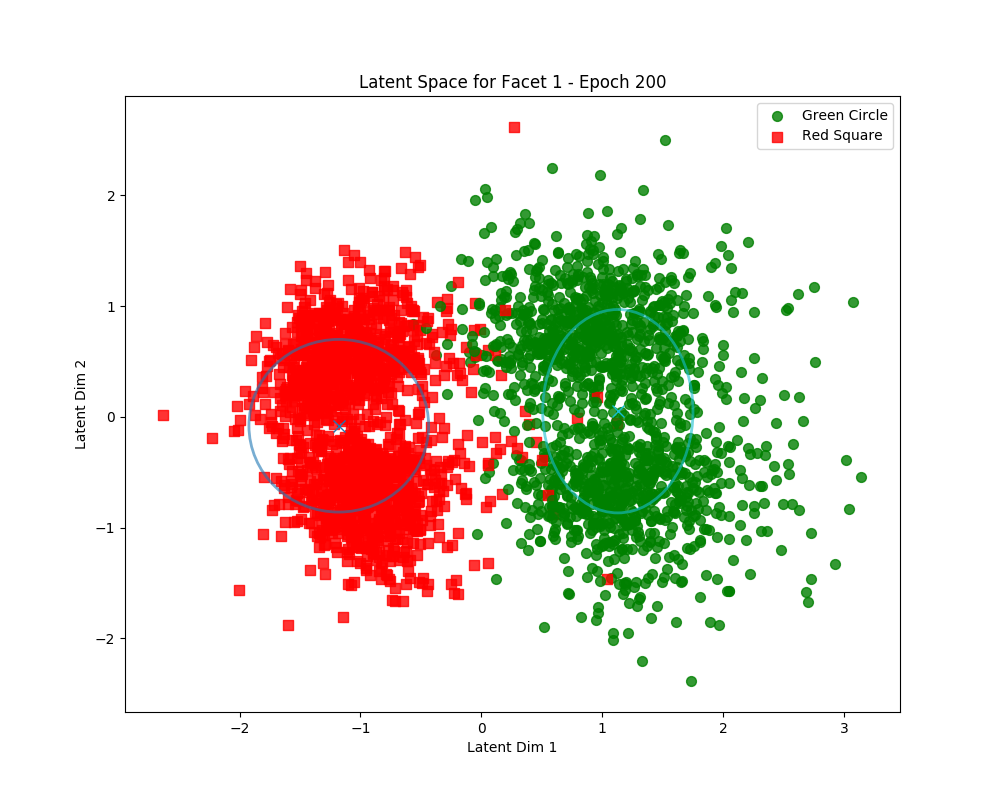 Latent Space for Facet 1 - Epoch 200
Green Circle
Red Square
2
1
0
−1
−2
Latent Dim 2
−2
−1
0
1
2
3
Latent Dim 1